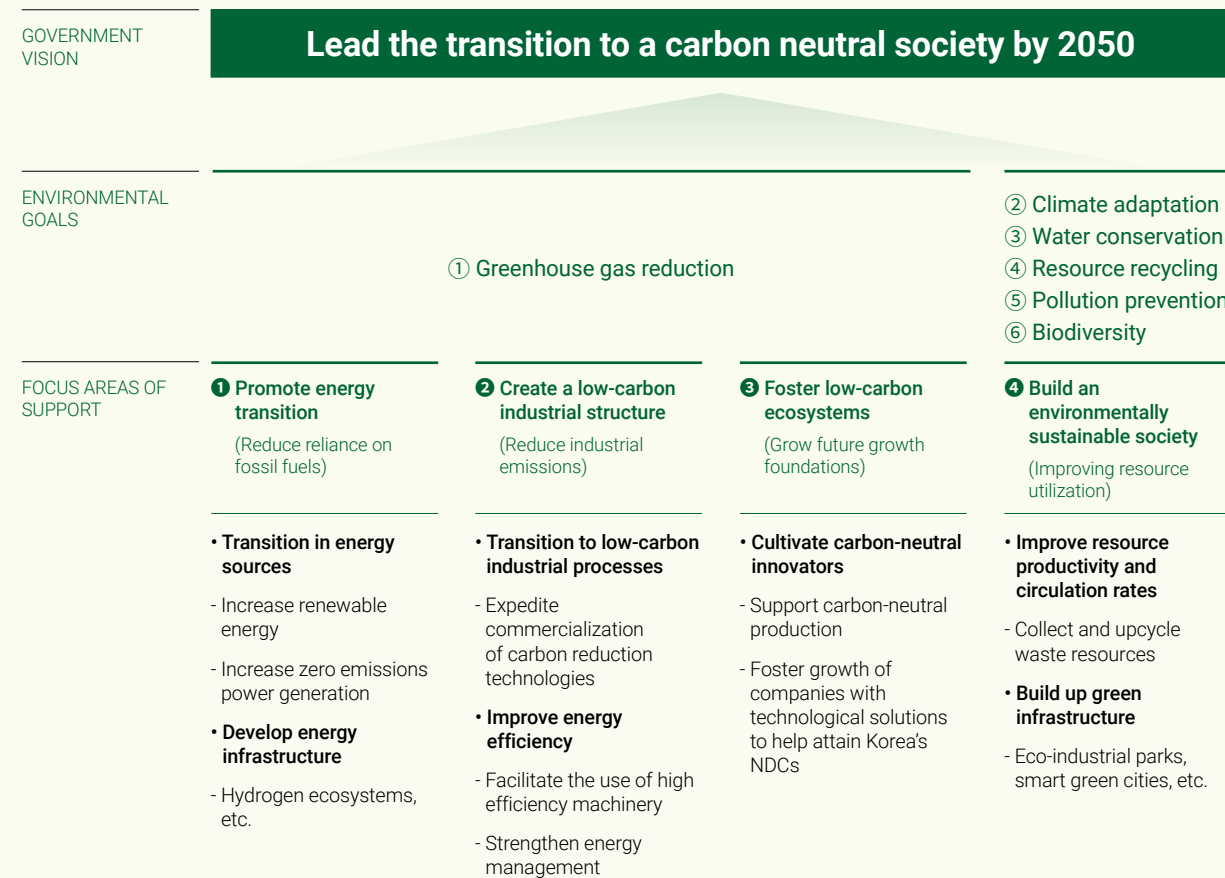 GOVERNMENT
VISION
Lead the transition to a carbon neutral society by 2050
ENVIRONMENTAL
GOALS
① Greenhouse gas reduction
② Climate adaptation
③ Water conservation
④ Resource recycling
⑤ Pollution prevention
⑥ Biodiversity
FOCUS AREAS OF
SUPPORT
❶ Promote energy
transition
(Reduce reliance on
fossil fuels)
• Transition in energy
sources
- Increase renewable
energy
- Increase zero emissions
power generation
• Develop energy
infrastructure
- Hydrogen ecosystems,
etc.
❷ Create a low-carbon
industrial structure
(Reduce industrial
emissions)
• Transition to low-carbon
industrial processes
- Expedite
commercialization
of carbon reduction
technologies
• Improve energy
efficiency
- Facilitate the use of high
efficiency machinery
- Strengthen energy
management
❸ Foster low-carbon
ecosystems
(Grow future growth
foundations)
• Cultivate carbon-neutral
innovators
- Support carbon-neutral
production
- Foster growth of
companies with
technological solutions
to help attain Korea's
NDCs
❹ Build an
environmentally
sustainable society
(Improving resource
utilization)
• Improve resource
productivity and
circulation rates
- Collect and upcycle
waste resources
• Build up green
infrastructure
- Eco-industrial parks,
smart green cities, etc.